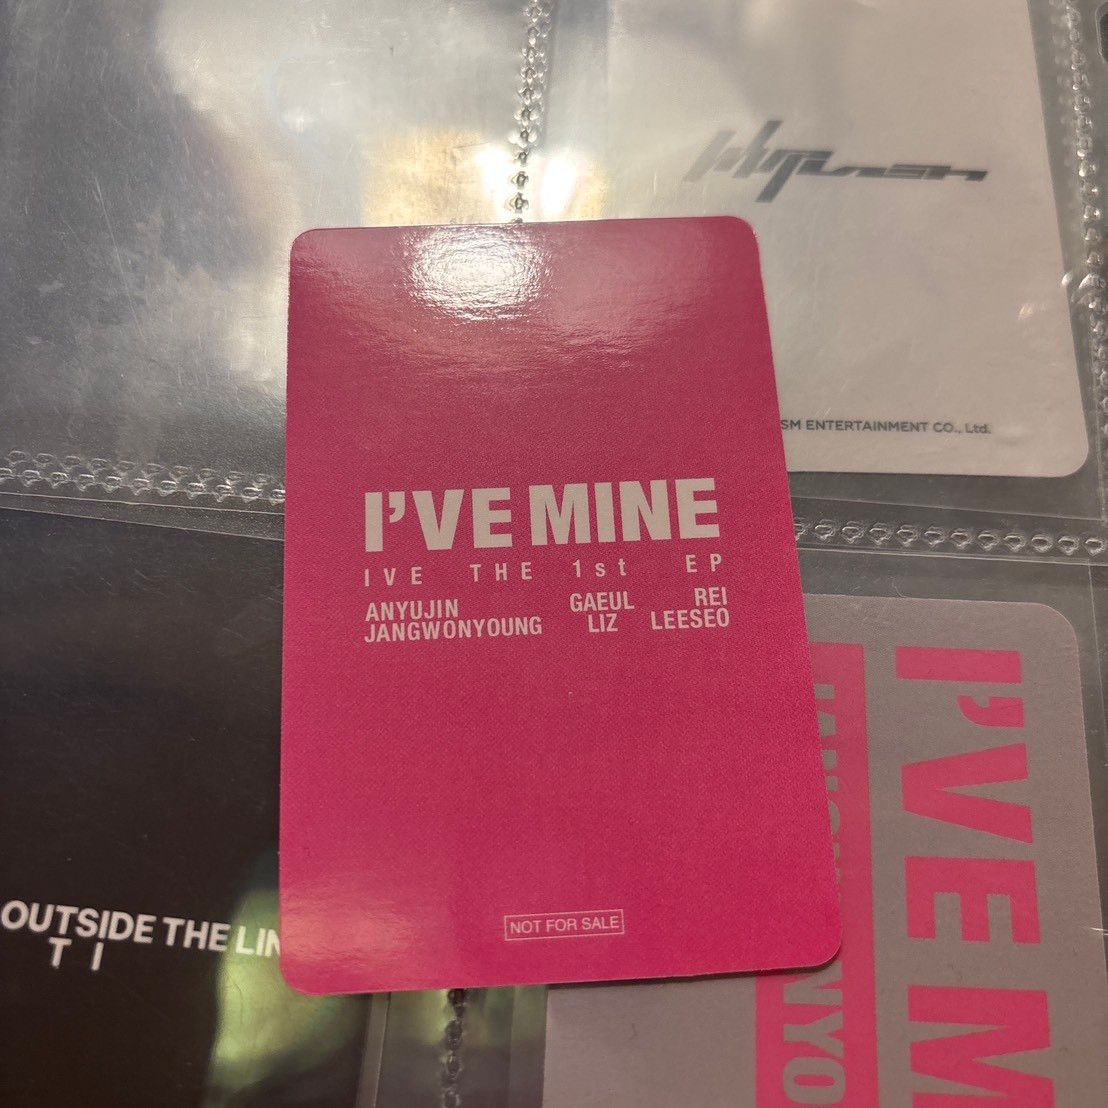 SM ENTERTAINMENT CO., Ltd.
I'VE MINE
IVE THE 1st EP
ANYUJIN GAEUL REI
JANGWONYOUNG LIZ LEESEO
NOT FOR SALE
OUTSIDE THE LIN
T I
I'VE M